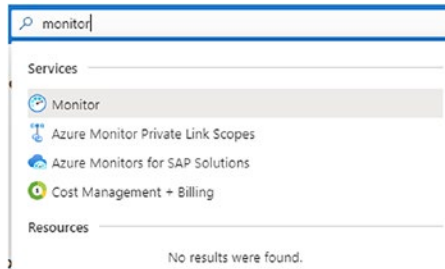 monitor
Services
Monitor
Azure Monitor Private Link Scopes
Azure Monitors for SAP Solutions
Cost Management + Billing
Resources
No results were found.